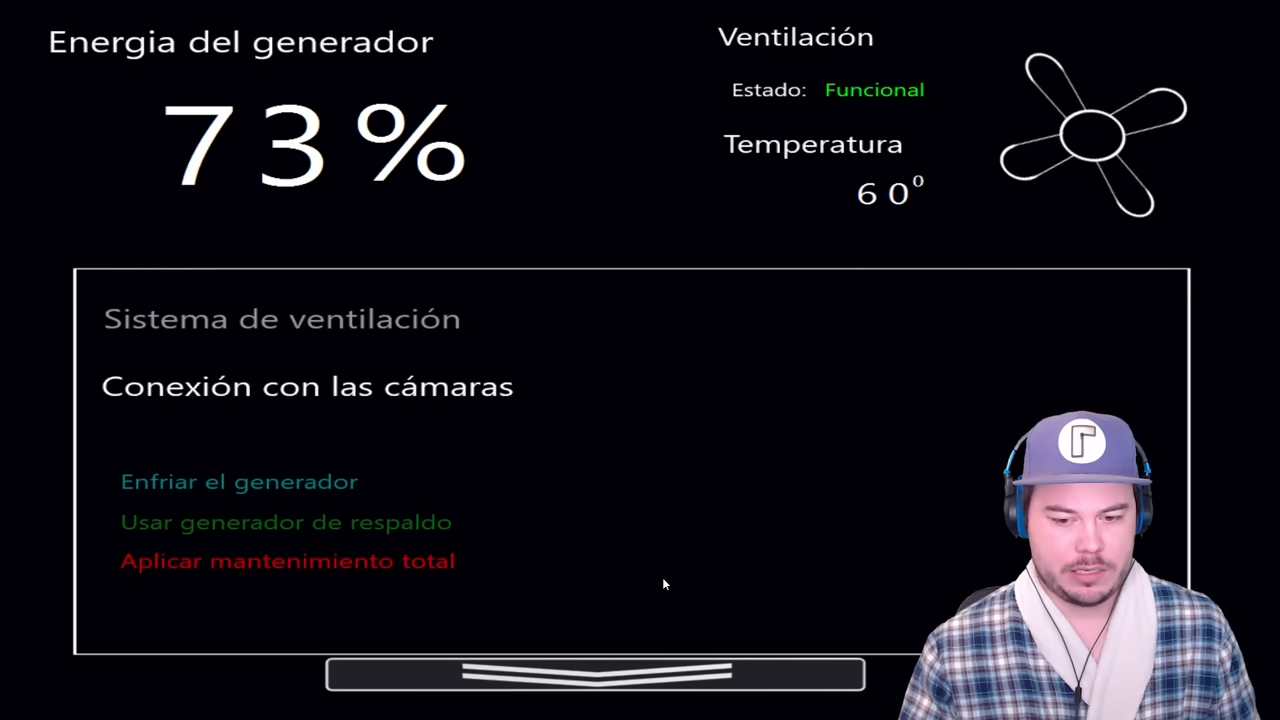 Energia del generador
73%
Ventilación
Estado: Funcional
Temperatura
60⁰
Sistema de ventilación
Conexión con las cámaras
Enfriar el generador
Usar generador de respaldo
Aplicar mantenimiento total